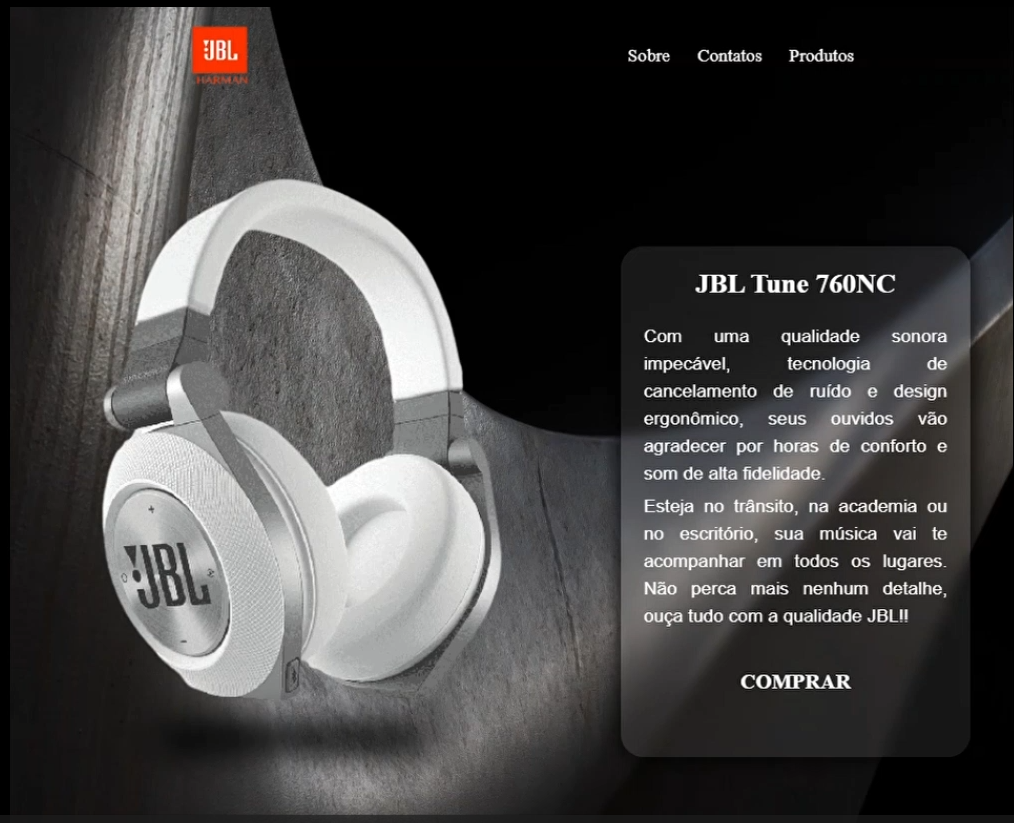 JBL
HARMAN
Sobre Contatos Produtos
JBL Tune 760NC
Com uma qualidade sonora
impecável, tecnologia de
cancelamento de ruído e design
ergonômico, seus ouvidos vão
agradecer por horas de conforto e
som de alta fidelidade.
Esteja no trânsito, na academia ou
no escritório, sua música vai te
acompanhar em todos os lugares.
Não perca mais nenhum detalhe,
ouça tudo com a qualidade JBL!!
COMPRAR
JBL